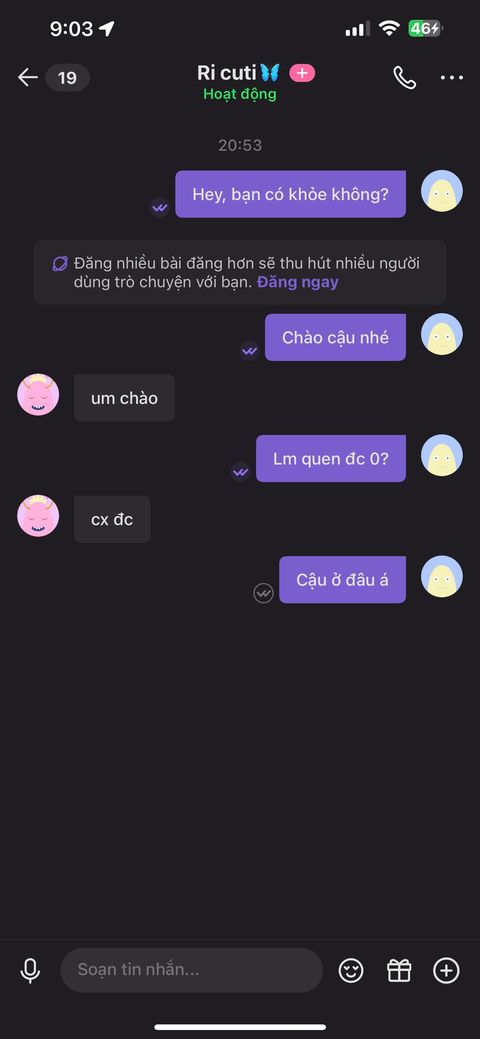 9:03
46
19
Ri cuti🦋
Hoạt động
20:53
Hey, bạn có khỏe không?
Đăng nhiều bài đăng hơn sẽ thu hút nhiều người
dùng trò chuyện với bạn. Đăng ngay
Chào cậu nhé
um chào
Lm quen đc 0?
cx đc
Cậu ở đâu á
Soạn tin nhắn...